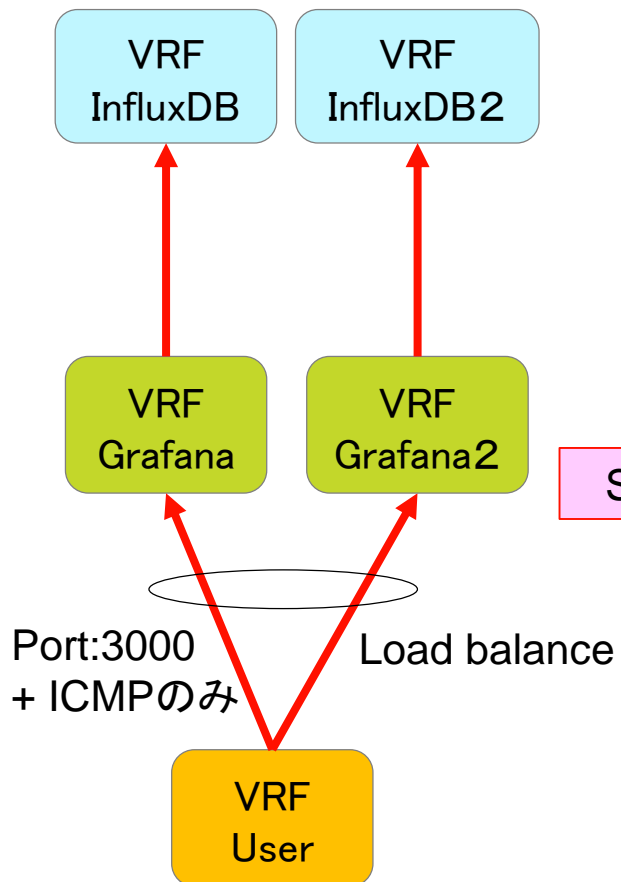 VRF
InfluxDB
VRF
InfluxDB2
VRF
Grafana
VRF
Grafana2
S
Port:3000
+ ICMPのみ
Load balance
VRF
User